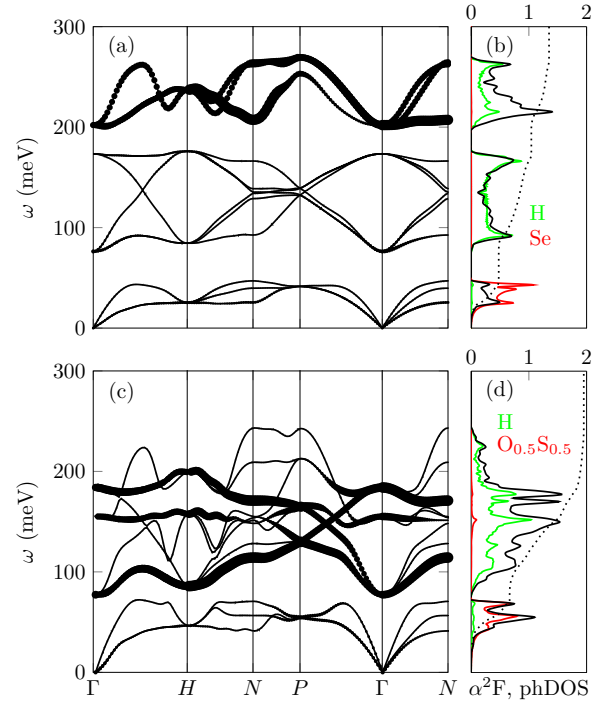 0 1 2
300 (a) (b)
200
ω (meV)
100
H
Se
0
0 1 2
300 (c) (d)
H
O₀.₅S₀.₅
200
ω (meV)
100
0
Γ H N P Γ N
α²F, phDOS